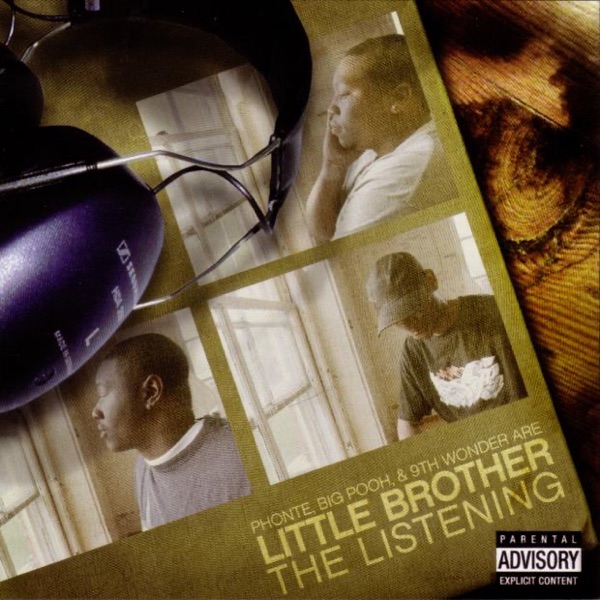 L
PHONTE, BIG POOH, & 9TH WONDER ARE
LITTLE BROTHER
THE LISTENING
PARENTAL
ADVISORY
EXPLICIT CONTENT